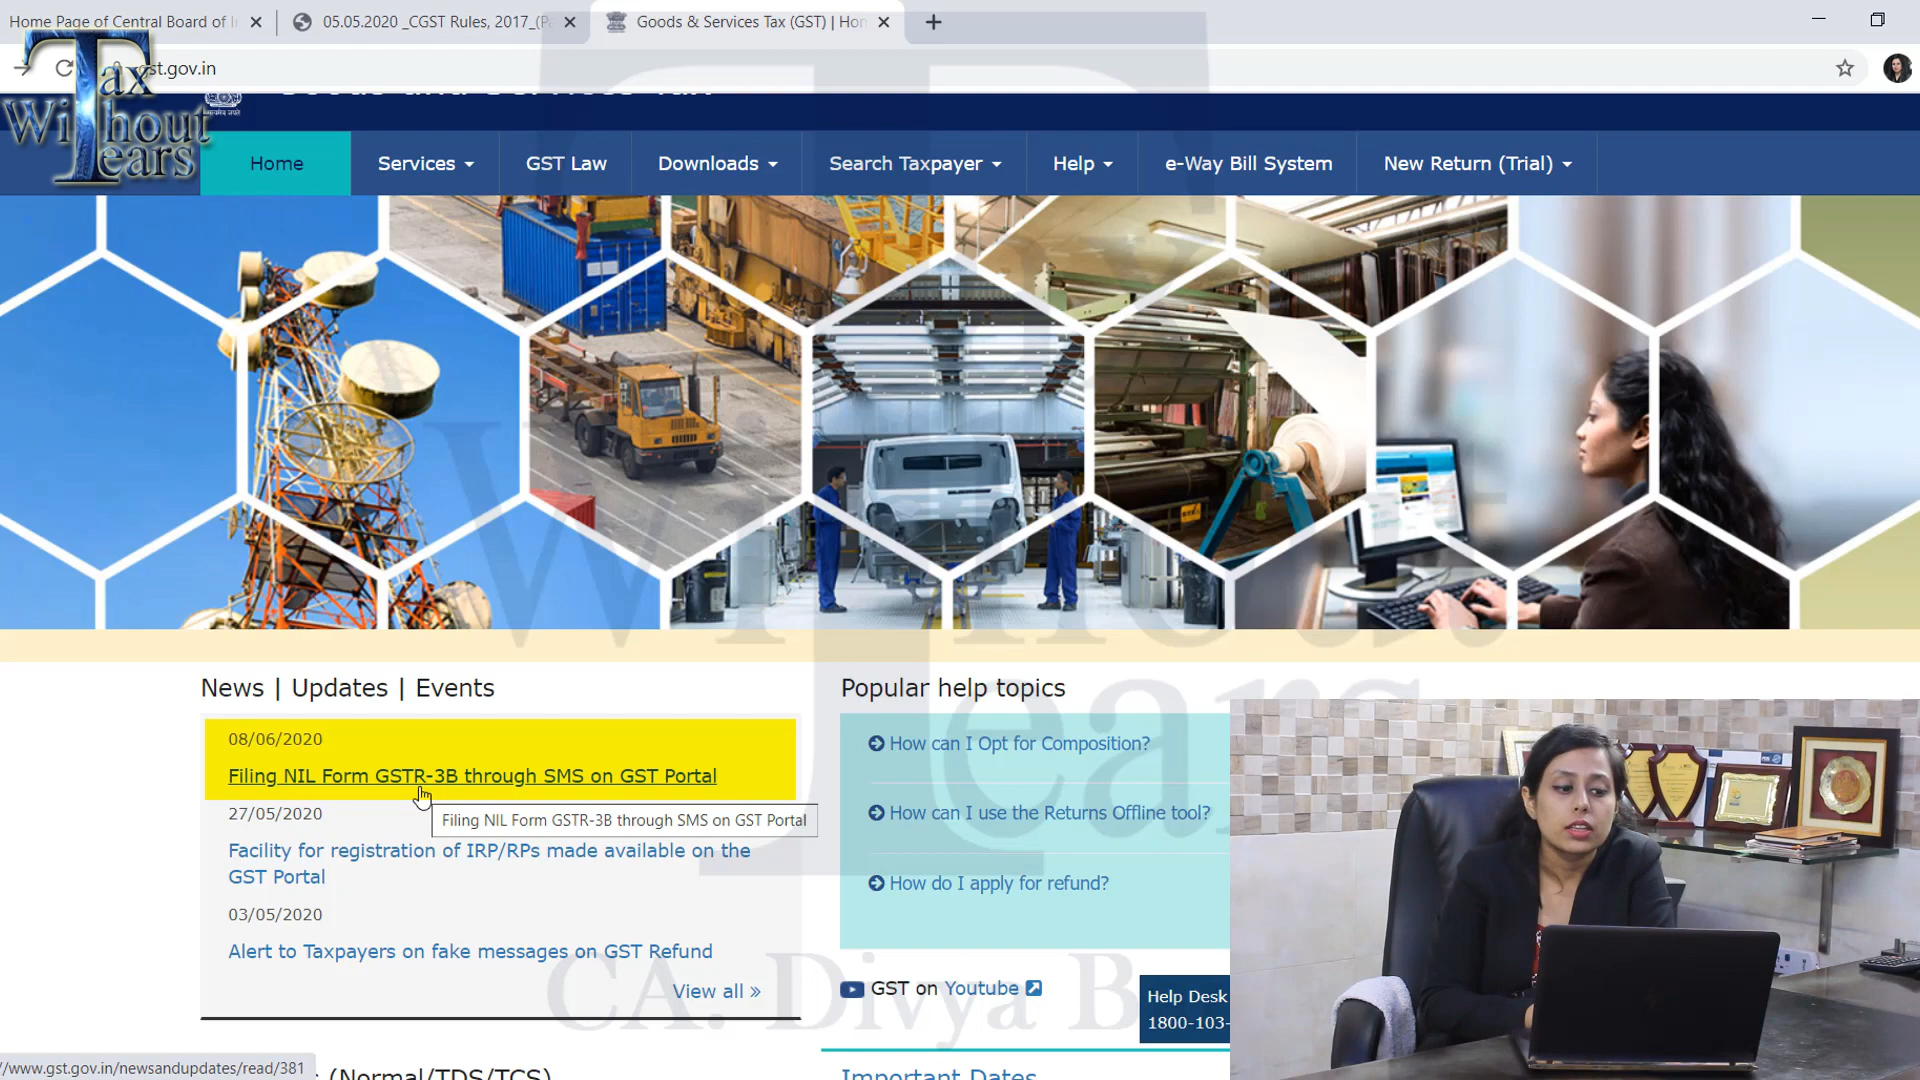 Home Page of Central Board of I
05.05.2020 _CGST Rules, 2017_(Pa
Goods & Services Tax (GST) | Hom
st.gov.in
Tax Without Tears
Home
Services
GST Law
Downloads
Search Taxpayer
Help
e-Way Bill System
New Return (Trial)
News | Updates | Events
08/06/2020
Filing NIL Form GSTR-3B through SMS on GST Portal
Filing NIL Form GSTR-3B through SMS on GST Portal
27/05/2020
Facility for registration of IRP/RPs made available on the
GST Portal
03/05/2020
Alert to Taxpayers on fake messages on GST Refund
View all »
Popular help topics
How can I Opt for Composition?
How can I use the Returns Offline tool?
How do I apply for refund?
GST on Youtube
Help Desk
1800-103-
Tax
Without
Tears
CA. Divya B
//www.gst.gov.in/newsandupdates/read/381
(Normal/TDS/TCS)
Important Dates